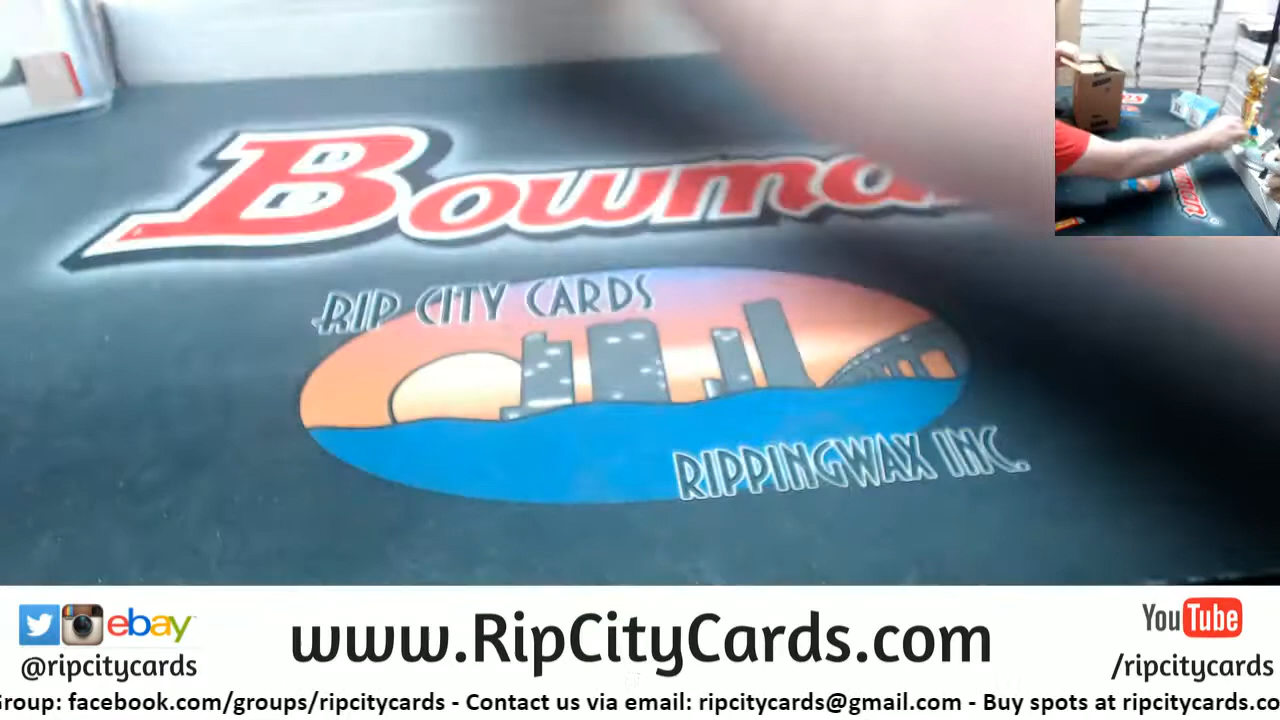 Bowma
RIP CITY CARDS
RIPPINGWAX INC.
ebay
www.RipCityCards.com
YouTube
@ripcitycards
/ripcitycards
Group: facebook.com/groups/ripcitycards - Contact us via email: ripcitycards@gmail.com - Buy spots at ripcitycards.co